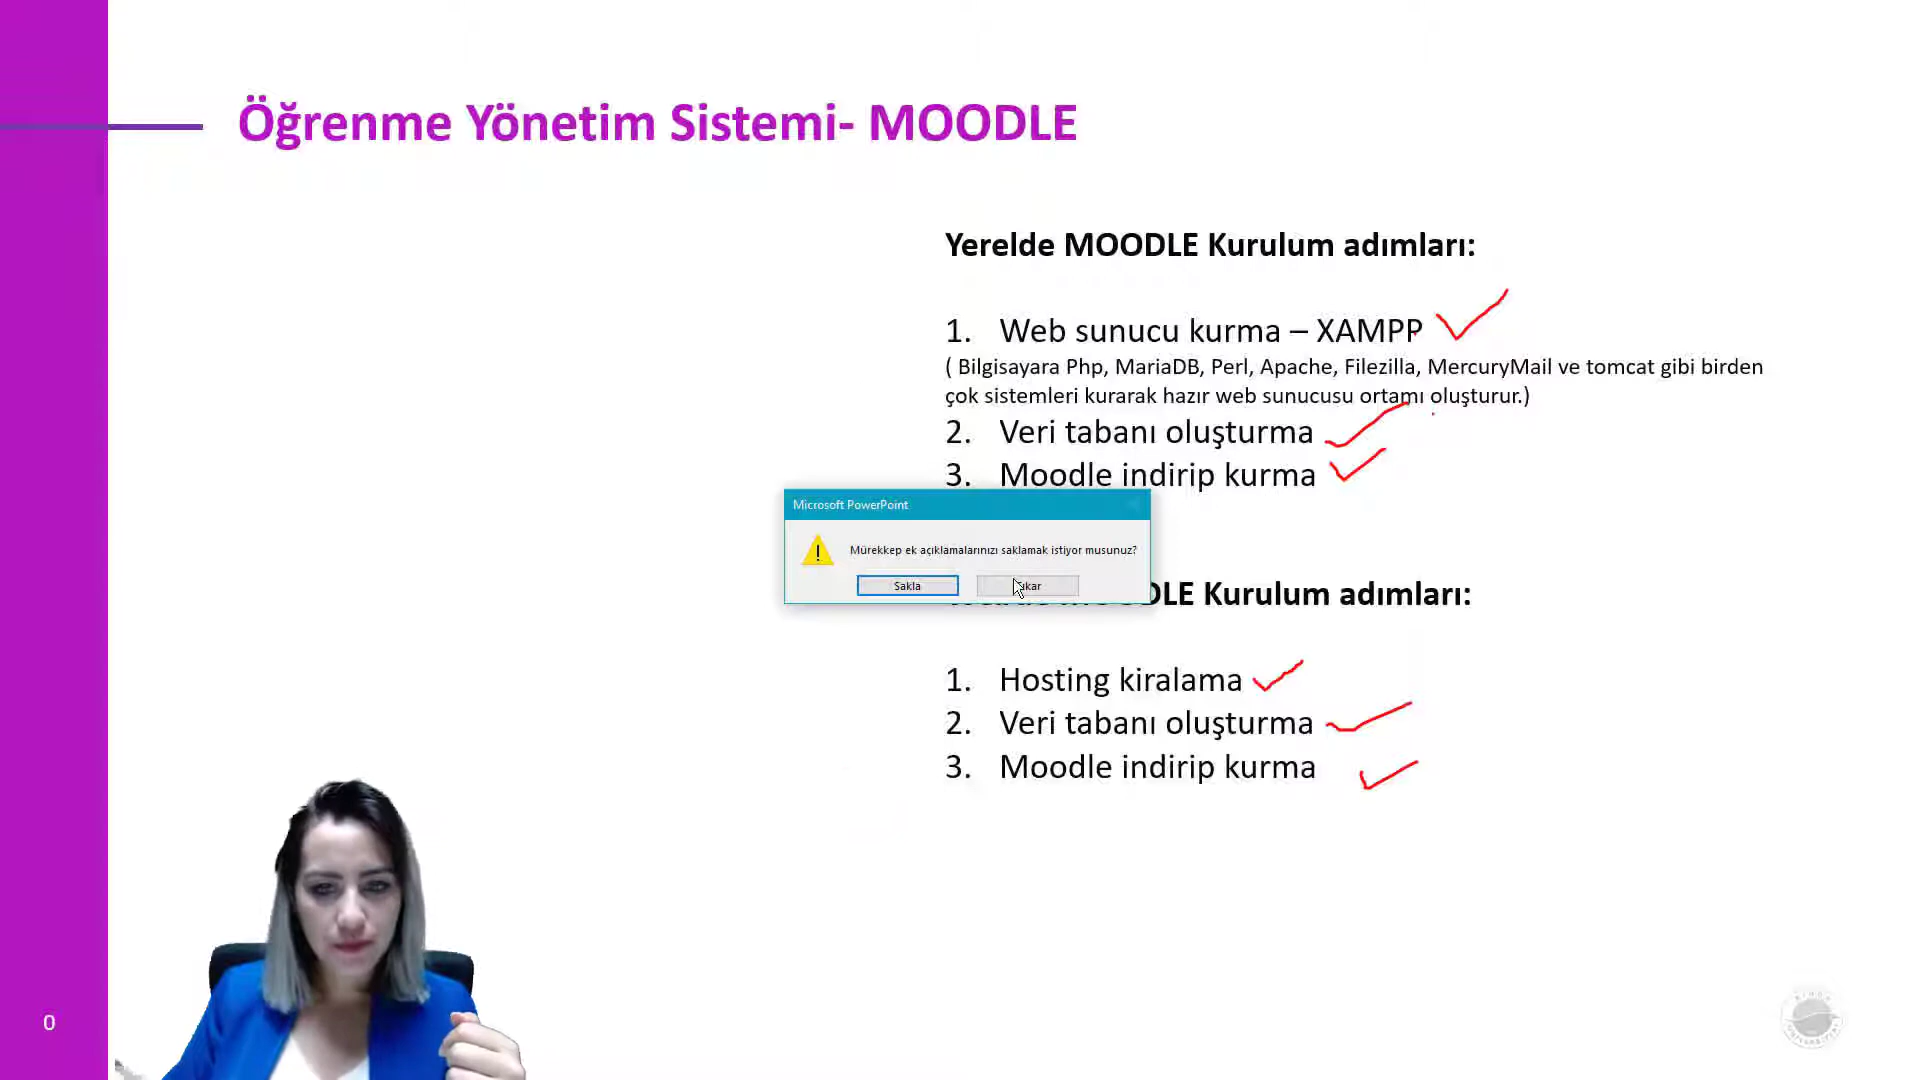 Öğrenme Yönetim Sistemi- MOODLE
Yerelde MOODLE Kurulum adımları:
1. Web sunucu kurma – XAMPP
( Bilgisayara Php, MariaDB, Perl, Apache, Filezilla, MercuryMail ve tomcat gibi birden
çok sistemleri kurarak hazır web sunucusu ortamı oluşturur.)
2. Veri tabanı oluşturma
3. Moodle indirip kurma
Microsoft PowerPoint
Mürekkep ek açıklamalarınızı saklamak istiyor musunuz?
Sakla
Kurulum adımları:
1. Hosting kiralama
2. Veri tabanı oluşturma
3. Moodle indirip kurma
0